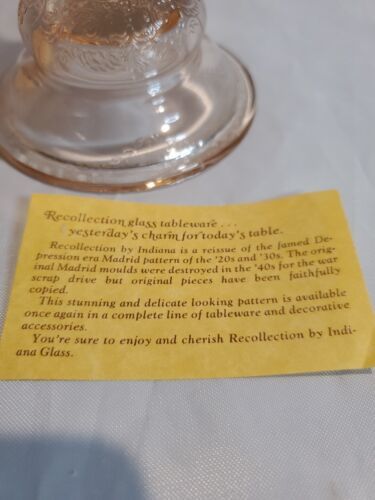 Recollection glass tableware . . .
yesterday's charm for today's table.
Recollection by Indiana is a reissue of the famed De-
pression era Madrid pattern of the '20s and '30s. The orig-
inal Madrid moulds were destroyed in the '40s for the war
scrap drive but original pieces have been faithfully
copied.
This stunning and delicate looking pattern is available
once again in a complete line of tableware and decorative
accessories.
You're sure to enjoy and cherish Recollection by Indi-
ana Glass.